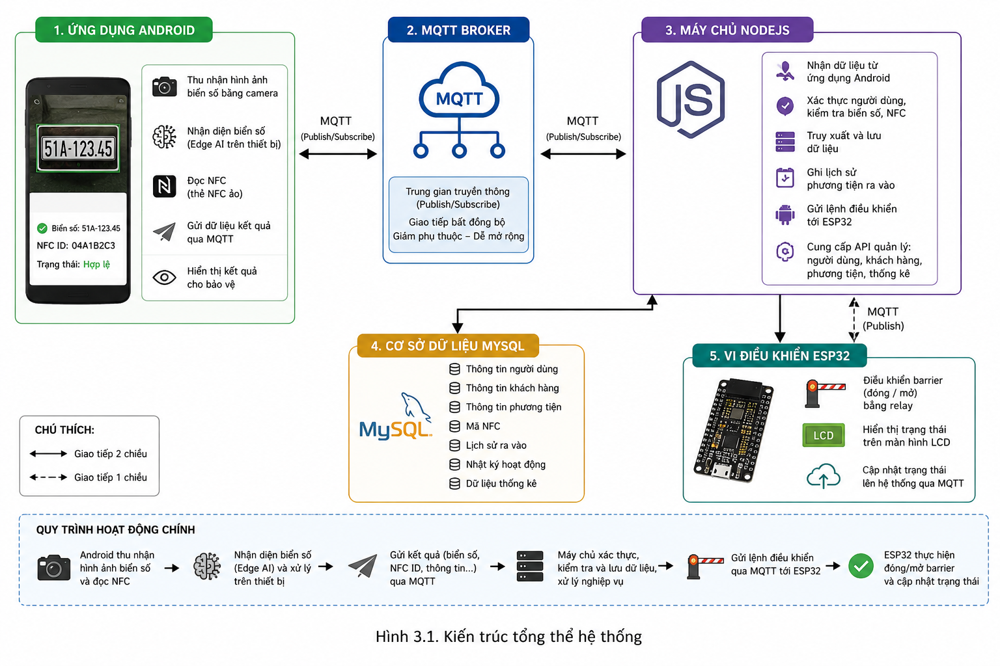 1. ỨNG DỤNG ANDROID
51A-123.45
Biển số: 51A-123.45
NFC ID: 04A1B2C3
Trạng thái: Hợp lệ
Thu nhận hình ảnh
biển số bằng camera
Nhận diện biển số
(Edge AI trên thiết bị)
Đọc NFC
(thẻ NFC ảo)
Gửi dữ liệu kết quả
qua MQTT
Hiển thị kết quả
cho bảo vệ
MQTT
(Publish/Subscribe)
2. MQTT BROKER
MQTT
Trung gian truyền thông
(Publish/Subscribe)
Giao tiếp bất đồng bộ
Giảm phụ thuộc – Dễ mở rộng
MQTT
(Publish/Subscribe)
3. MÁY CHỦ NODEJS
JS
Nhận dữ liệu từ
ứng dụng Android
Xác thực người dùng,
kiểm tra biển số, NFC
Truy xuất và lưu
dữ liệu
Ghi lịch sử
phương tiện ra vào
Gửi lệnh điều khiển
tới ESP32
Cung cấp API quản lý:
người dùng, khách hàng,
phương tiện, thống kê
MQTT
(Publish)
4. CƠ SỞ DỮ LIỆU MYSQL
MySQL
Thông tin người dùng
Thông tin khách hàng
Thông tin phương tiện
Mã NFC
Lịch sử ra vào
Nhật ký hoạt động
Dữ liệu thống kê
5. VI ĐIỀU KHIỂN ESP32
Điều khiển barrier
(đóng / mở)
bằng relay
LCD
Hiển thị trạng thái
trên màn hình LCD
Cập nhật trạng thái
lên hệ thống qua MQTT
CHÚ THÍCH:
Giao tiếp 2 chiều
Giao tiếp 1 chiều
QUY TRÌNH HOẠT ĐỘNG CHÍNH
Android thu nhận
hình ảnh biển số
và đọc NFC
Nhận diện biển số
(Edge AI) và xử lý
trên thiết bị
Gửi kết quả (biển số,
NFC ID, thông tin...)
qua MQTT
Máy chủ xác thực,
kiểm tra và lưu dữ liệu,
xử lý nghiệp vụ
Gửi lệnh điều khiển
qua MQTT tới ESP32
ESP32 thực hiện
đóng/mở barrier
và cập nhật trạng thái
Hình 3.1. Kiến trúc tổng thể hệ thống